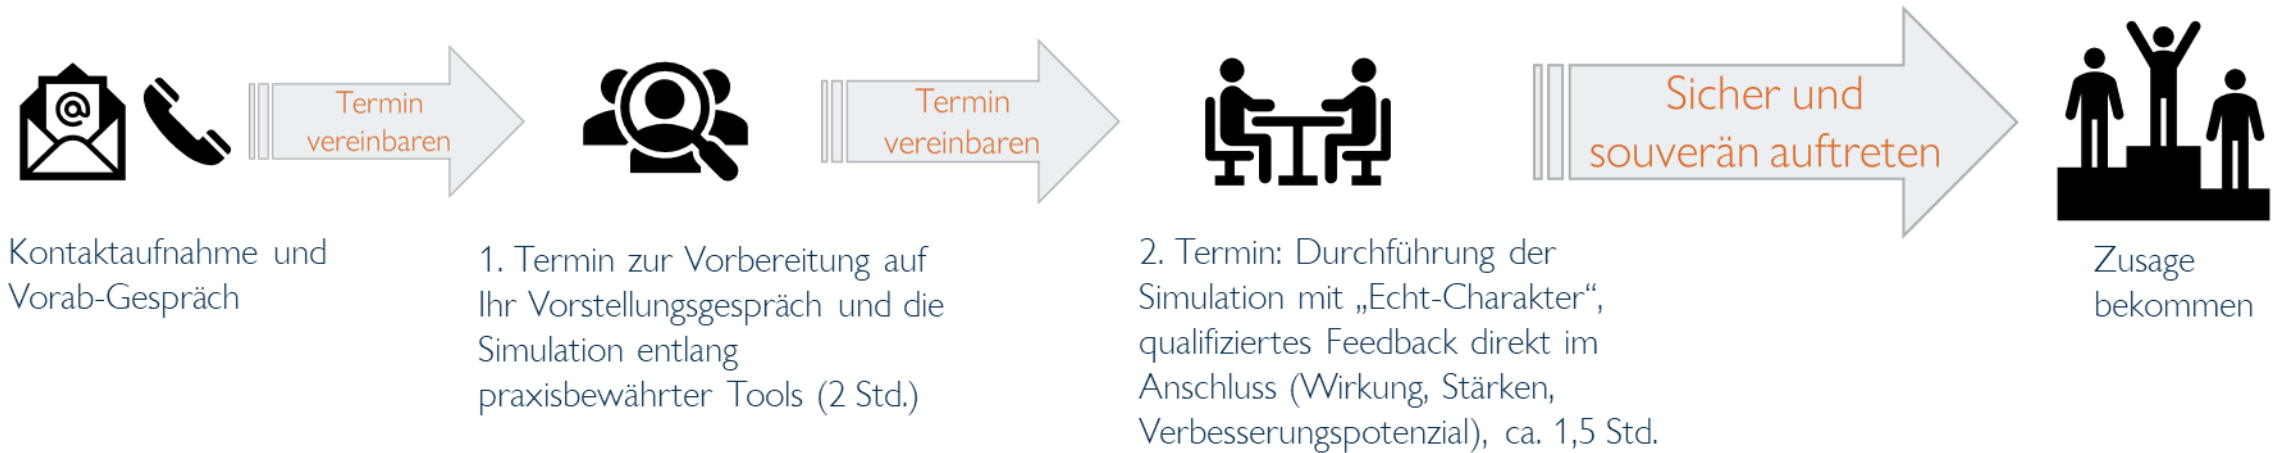 @
Termin
vereinbaren
Termin
vereinbaren
Sicher und
souverän auftreten
Kontaktaufnahme und
Vorab-Gespräch
1. Termin zur Vorbereitung auf
Ihr Vorstellungsgespräch und die
Simulation entlang
praxisbewährter Tools (2 Std.)
2. Termin: Durchführung der
Simulation mit „Echt-Charakter“,
qualifiziertes Feedback direkt im
Anschluss (Wirkung, Stärken,
Verbesserungspotenzial), ca. 1,5 Std.
Zusage
bekommen